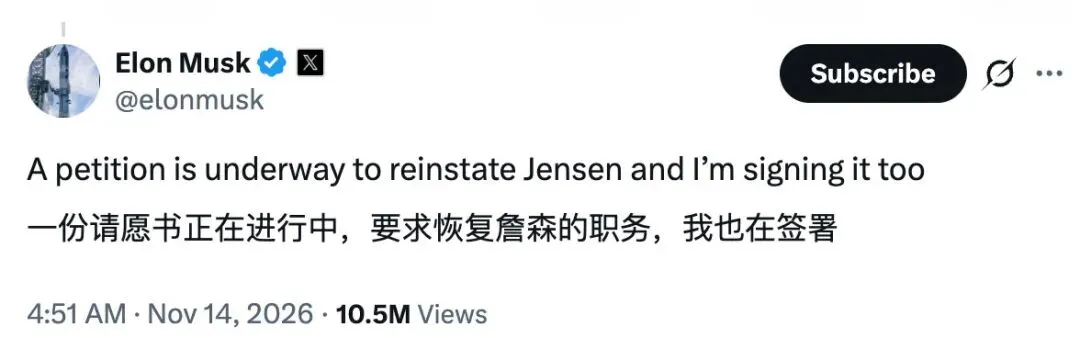 Elon Musk
@elonmusk
Subscribe
A petition is underway to reinstate Jensen and I’m signing it too
一份请愿书正在进行中，要求恢复詹森的职务，我也在签署
4:51 AM · Nov 14, 2026 · 10.5M Views